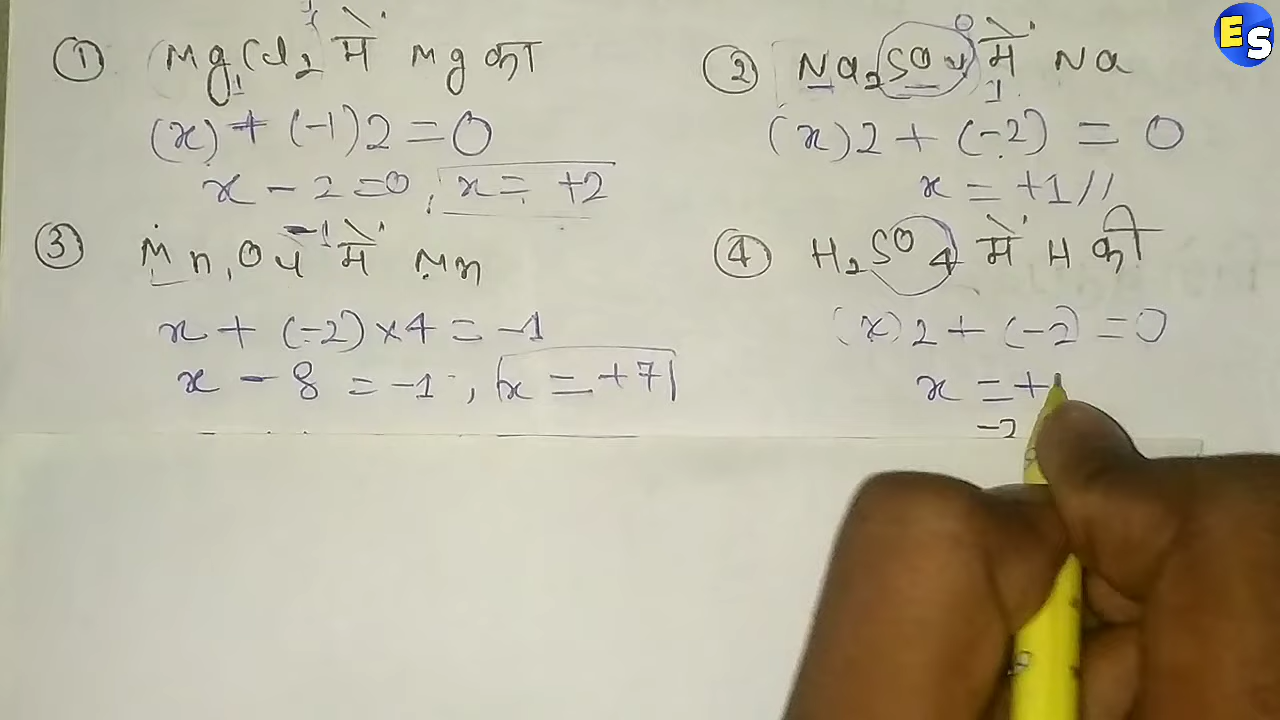 ① MgCl₂ में Mg का
(x) + (-1)2 = 0
x - 2 = 0, x = +2
② Na₂SO₄ में Na
(x)2 + (-2) = 0
x = +1//
③ MnO₄ -1 में Mn
x + (-2)×4 = -1
x - 8 = -1, x = +7
④ H₂SO₄ में H की
(x)2 + (-2) = 0
x = +
-2
ES